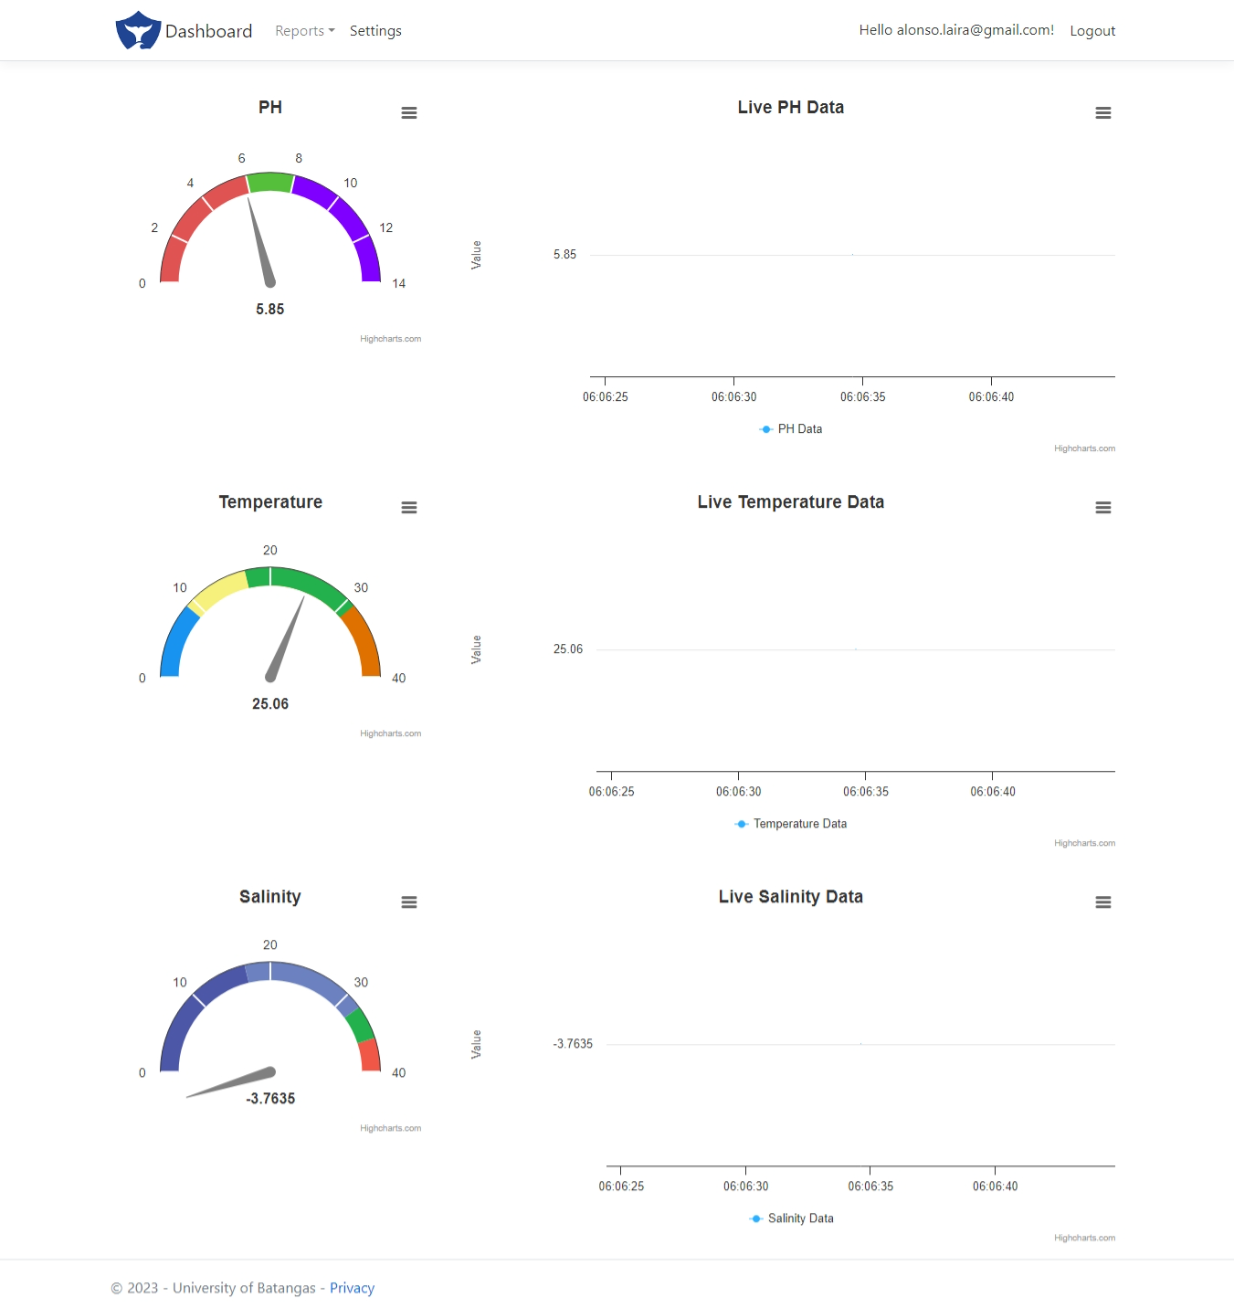 Dashboard Reports Settings Hello alonso.laira@gmail.com! Logout
PH
0 2 4 6 8 10 12 14
5.85
Highcharts.com
Live PH Data
Value
5.85
06:06:25 06:06:30 06:06:35 06:06:40
PH Data
Highcharts.com
Temperature
0 10 20 30 40
25.06
Highcharts.com
Live Temperature Data
Value
25.06
06:06:25 06:06:30 06:06:35 06:06:40
Temperature Data
Highcharts.com
Salinity
0 10 20 30 40
-3.7635
Highcharts.com
Live Salinity Data
Value
-3.7635
06:06:25 06:06:30 06:06:35 06:06:40
Salinity Data
Highcharts.com
© 2023 - University of Batangas - Privacy